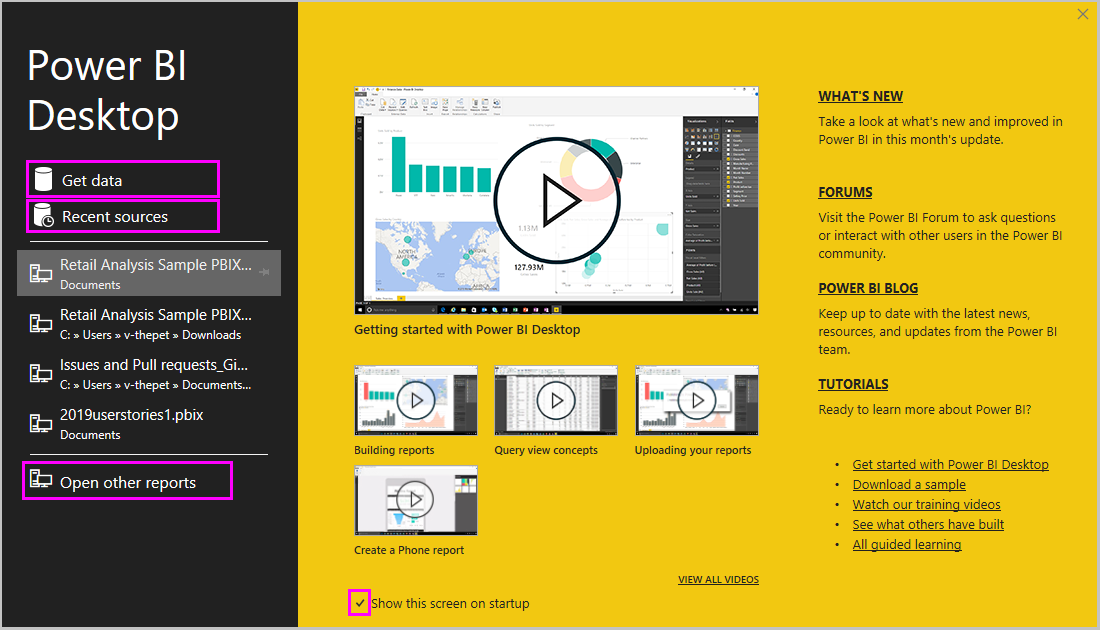 Power BI
Desktop
Get data
Recent sources
Retail Analysis Sample PBIX...
Documents
Retail Analysis Sample PBIX...
C: » Users » v-thepet » Downloads
Issues and Pull requests_Gi...
C: » Users » v-thepet » Documents...
2019userstories1.pbix
Documents
Open other reports
NORTH
AMERICA
1.13M
127.93M
Getting started with Power BI Desktop
Building reports
Query view concepts
Uploading your reports
Create a Phone report
VIEW ALL VIDEOS
Show this screen on startup
WHAT'S NEW
Take a look at what's new and improved in
Power BI in this month's update.
FORUMS
Visit the Power BI Forum to ask questions
or interact with other users in the Power BI
community.
POWER BI BLOG
Keep up to date with the latest news,
resources, and updates from the Power BI
team.
TUTORIALS
Ready to learn more about Power BI?
• Get started with Power BI Desktop
• Download a sample
• Watch our training videos
• See what others have built
• All guided learning